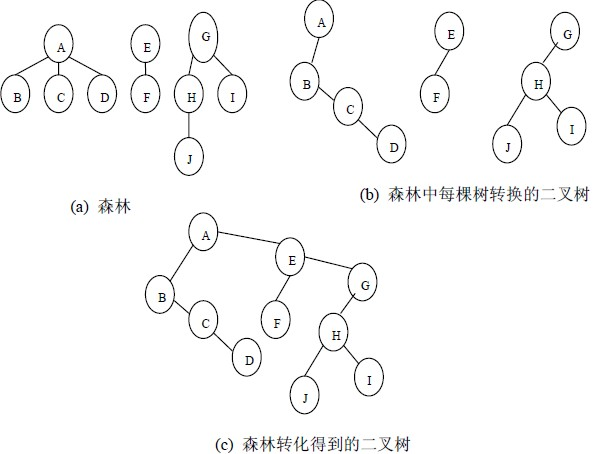 A E G
B C D F H I
J
(a) 森林
A E G
B F H
C
D J I
(b) 森林中每棵树转换的二叉树
A
E
B G
C F H
D
J I
(c) 森林转化得到的二叉树